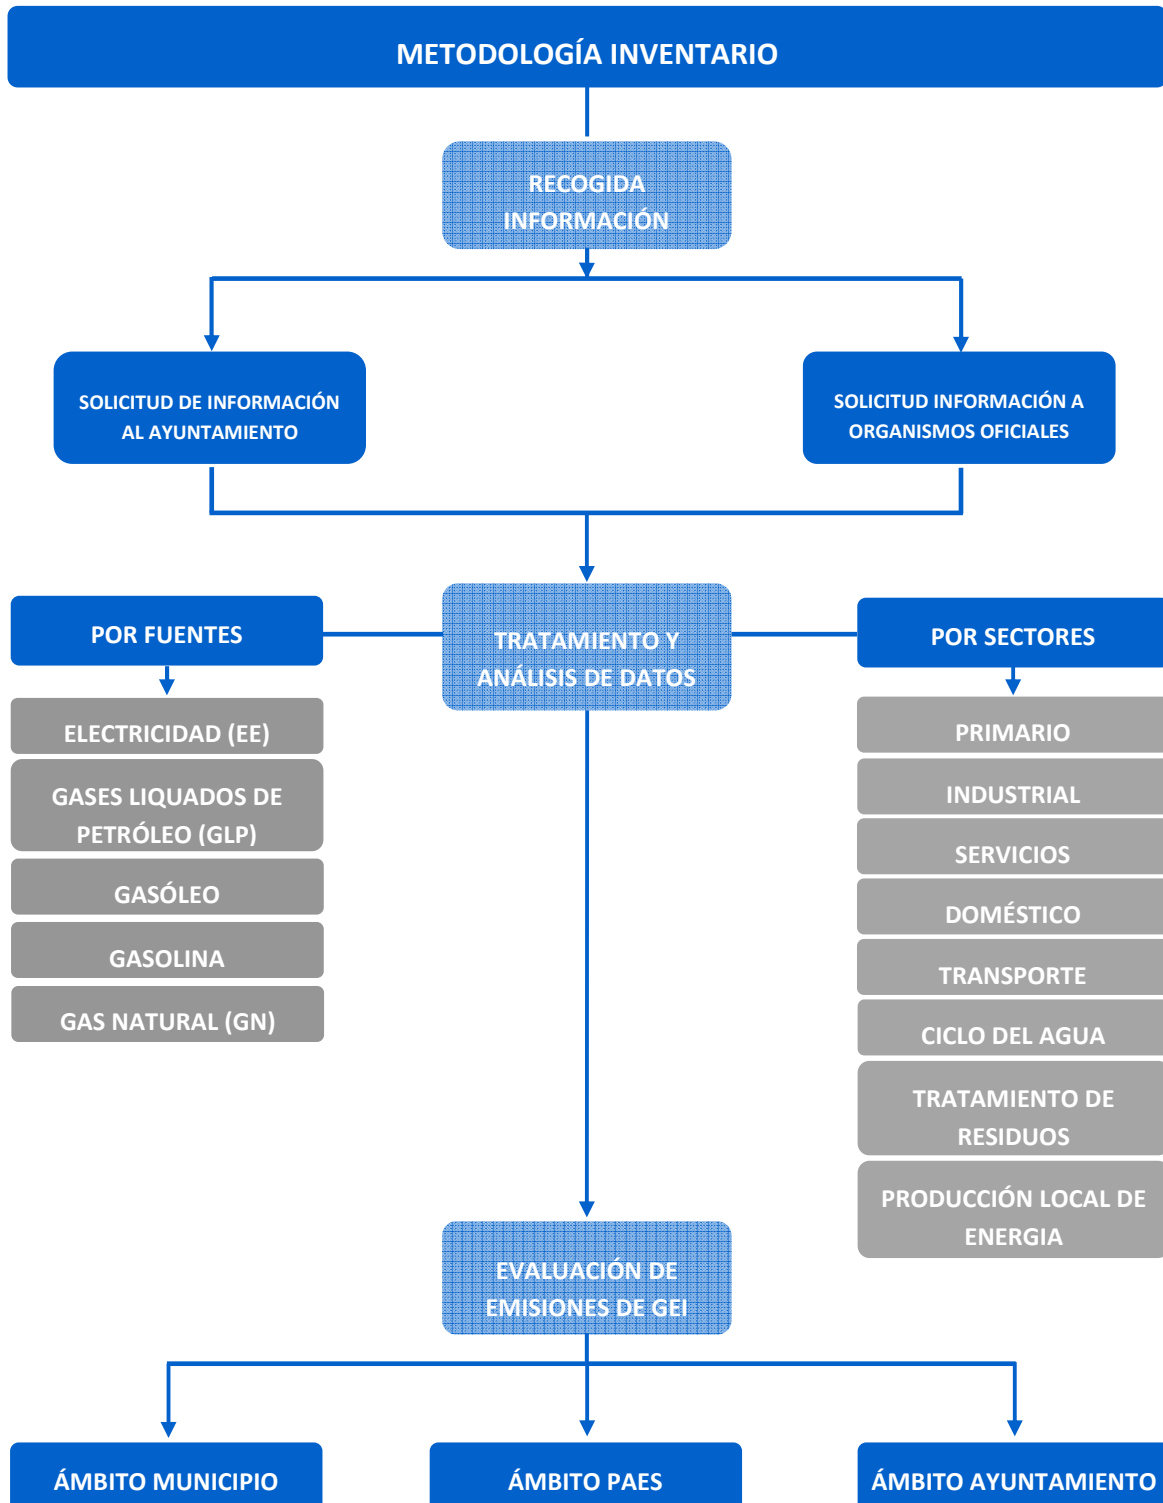 METODOLOGÍA INVENTARIO
RECOGIDA
INFORMACIÓN
SOLICITUD DE INFORMACIÓN
AL AYUNTAMIENTO
SOLICITUD INFORMACIÓN A
ORGANISMOS OFICIALES
TRATAMIENTO Y
ANÁLISIS DE DATOS
POR FUENTES
ELECTRICIDAD (EE)
GASES LIQUADOS DE
PETRÓLEO (GLP)
GASÓLEO
GASOLINA
GAS NATURAL (GN)
POR SECTORES
PRIMARIO
INDUSTRIAL
SERVICIOS
DOMÉSTICO
TRANSPORTE
CICLO DEL AGUA
TRATAMIENTO DE
RESIDUOS
PRODUCCIÓN LOCAL DE
ENERGIA
EVALUACIÓN DE
EMISIONES DE GEI
ÁMBITO MUNICIPIO
ÁMBITO PAES
ÁMBITO AYUNTAMIENTO